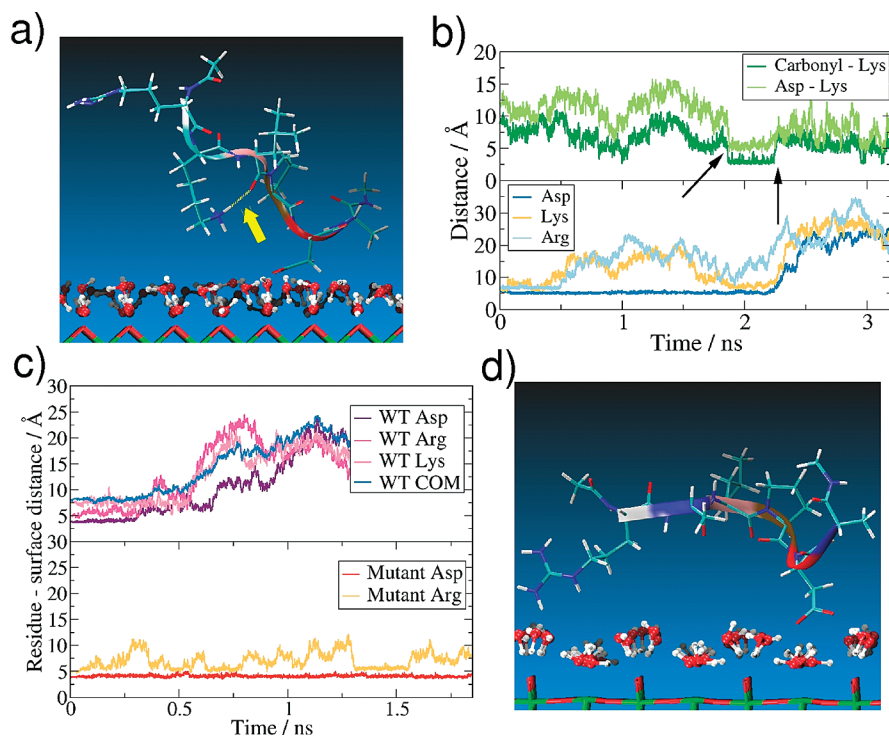 a)
b)
20
15
10
5
0
Carbonyl - Lys
Asp - Lys
30
20
10
0
Asp
Lys
Arg
Distance / Å
0
1
2
3
Time / ns
c)
30
25
20
15
10
5
0
WT Asp
WT Arg
WT Lys
WT COM
30
25
20
15
10
5
0
Mutant Asp
Mutant Arg
Residue - surface distance / Å
0
0.5
1
1.5
Time / ns
d)